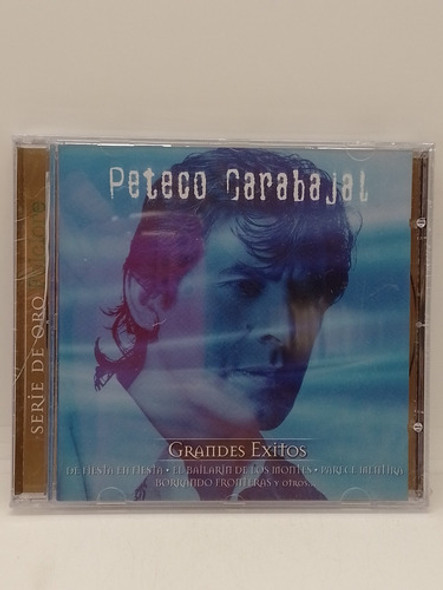 Peteco Carabajal
GRANDES EXITOS
DE FIESTA EN FIESTA • EL BAILARÍN DE LOS MONTES • PARECE MENTIRA
BORRANDO FRONTERAS y otros...
SERIE DE ORO